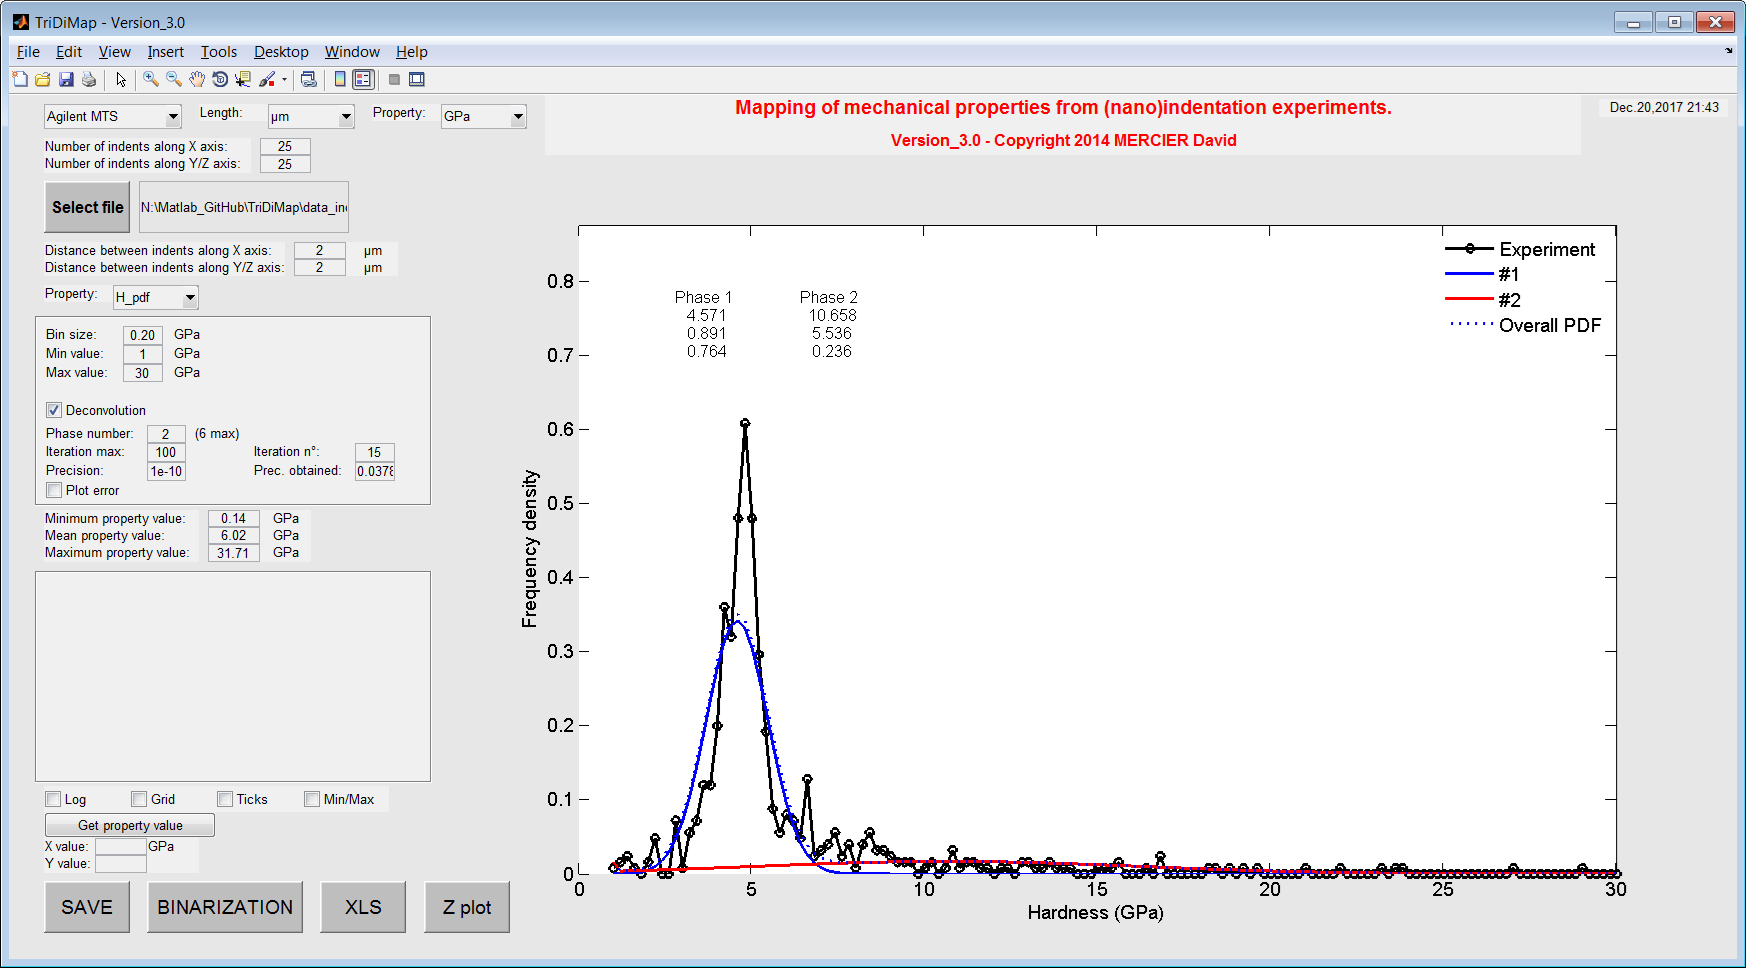 TriDiMap - Version_3.0
File Edit View Insert Tools Desktop Window Help
Agilent MTS Length: µm Property: GPa
Mapping of mechanical properties from (nano)indentation experiments.
Version_3.0 - Copyright 2014 MERCIER David
Dec.20,2017 21:43
Number of indents along X axis: 25
Number of indents along Y/Z axis: 25
Select file N:\Matlab_GitHub\TriDiMap\data_in
Distance between indents along X axis: 2 µm
Distance between indents along Y/Z axis: 2 µm
Property: H_pdf
Bin size: 0.20 GPa
Min value: 1 GPa
Max value: 30 GPa
Deconvolution
Phase number: 2 (6 max)
Iteration max: 100 Iteration n°: 15
Precision: 1e-10 Prec. obtained: 0.0378
Plot error
Minimum property value: 0.14 GPa
Mean property value: 6.02 GPa
Maximum property value: 31.71 GPa
Log Grid Ticks Min/Max
Get property value
X value: GPa
Y value:
SAVE BINARIZATION XLS Z plot
Experiment
#1
#2
Overall PDF
Phase 1 Phase 2
4.571 10.658
0.891 5.536
0.764 0.236
Frequency density
0.8
0.7
0.6
0.5
0.4
0.3
0.2
0.1
0
0 5 10 15 20 25 30
Hardness (GPa)